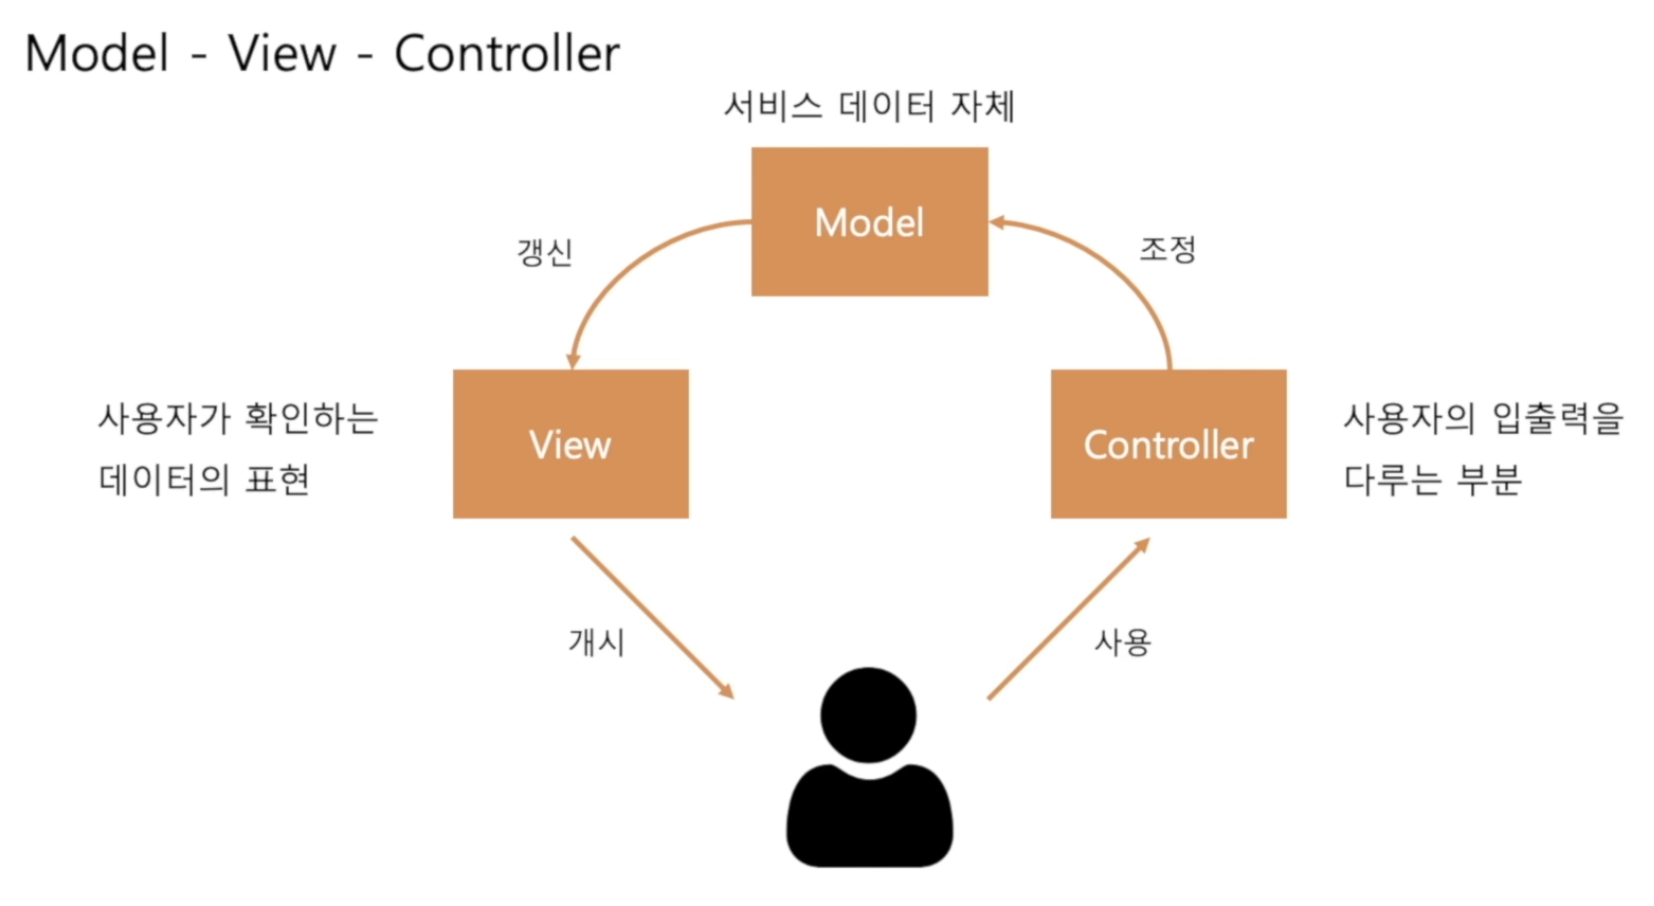 Model - View - Controller
서비스 데이터 자체
Model
갱신
조정
사용자가 확인하는
데이터의 표현
View
Controller
사용자의 입출력을
다루는 부분
개시
사용